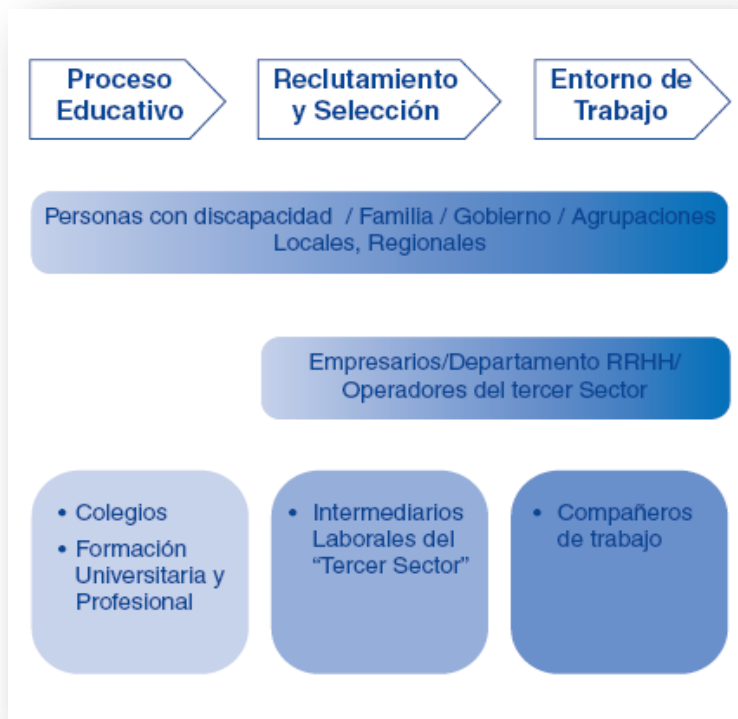 Proceso
Educativo
Reclutamiento
y Selección
Entorno de
Trabajo
Personas con discapacidad / Familia / Gobierno / Agrupaciones
Locales, Regionales
Empresarios/Departamento RRHH/
Operadores del tercer Sector
• Colegios
• Formación
Universitaria y
Profesional
• Intermediarios
Laborales del
“Tercer Sector”
• Compañeros
de trabajo